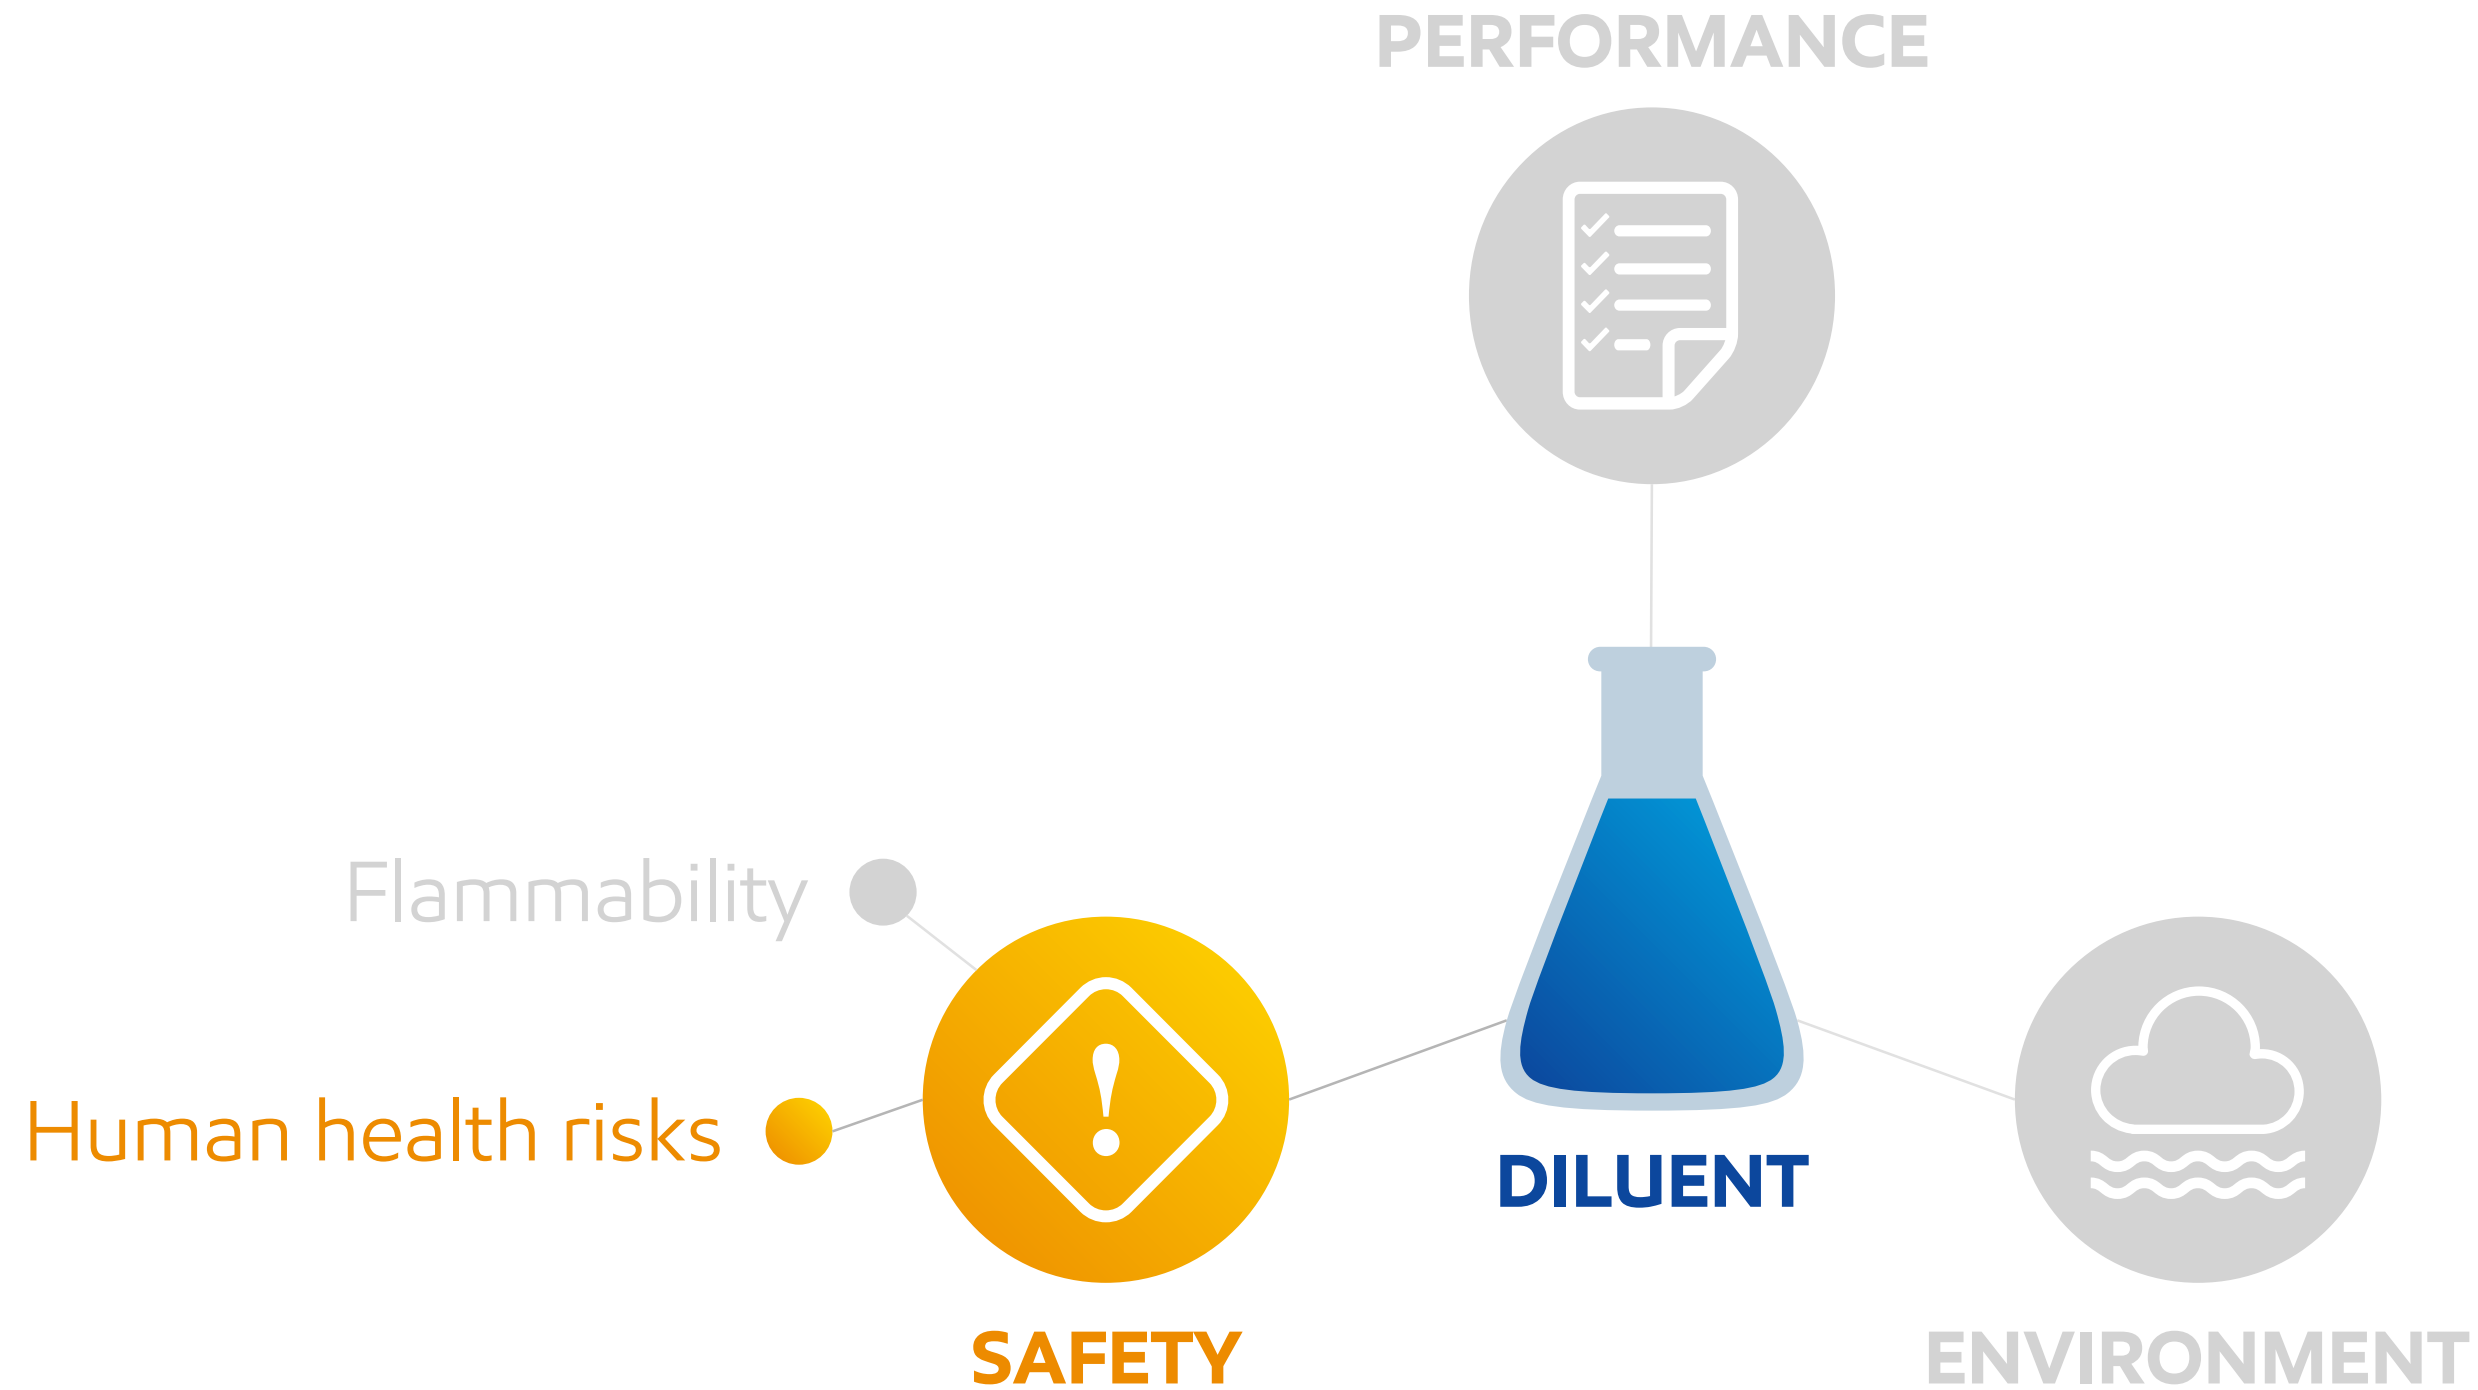 PERFORMANCE
Flammability
Human health risks
DILUENT
SAFETY
ENVIRONMENT